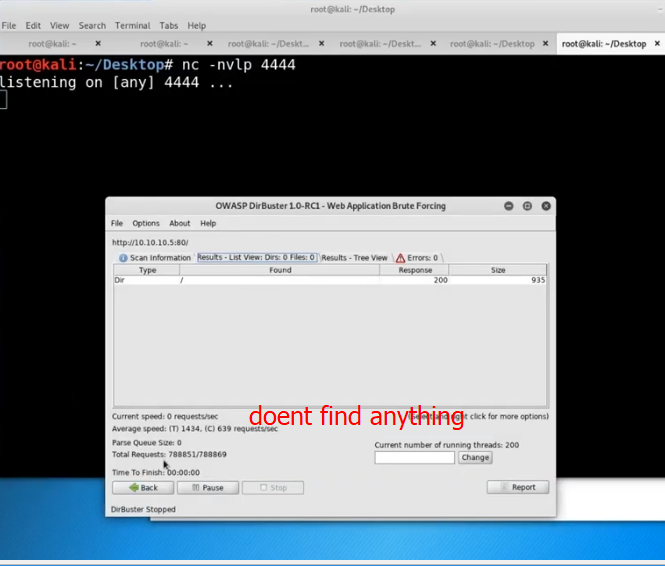 root@kali: ~/Desktop
File Edit View Search Terminal Tabs Help
root@kali: ~ × root@kali: ~ × root@kali: ~/Deskt... × root@kali: ~/Deskt... × root@kali: ~/Desktop × root@kali: ~/Desktop ×
root@kali:~/Desktop# nc -nvlp 4444
listening on [any] 4444 ...
OWASP DirBuster 1.0-RC1 - Web Application Brute Forcing
File Options About Help
http://10.10.10.5:80/
Scan Information Results - List View: Dirs: 0 Files: 0 Results - Tree View Errors: 0
Type Found Response Size
Dir / 200 935
Current speed: 0 requests/sec (Select and right click for more options)
doent find anything
Average speed: (T) 1434, (C) 639 requests/sec
Parse Queue Size: 0
Current number of running threads: 200
Total Requests: 788851/788869
Change
Time To Finish: 00:00:00
Back Pause Stop Report
DirBuster Stopped